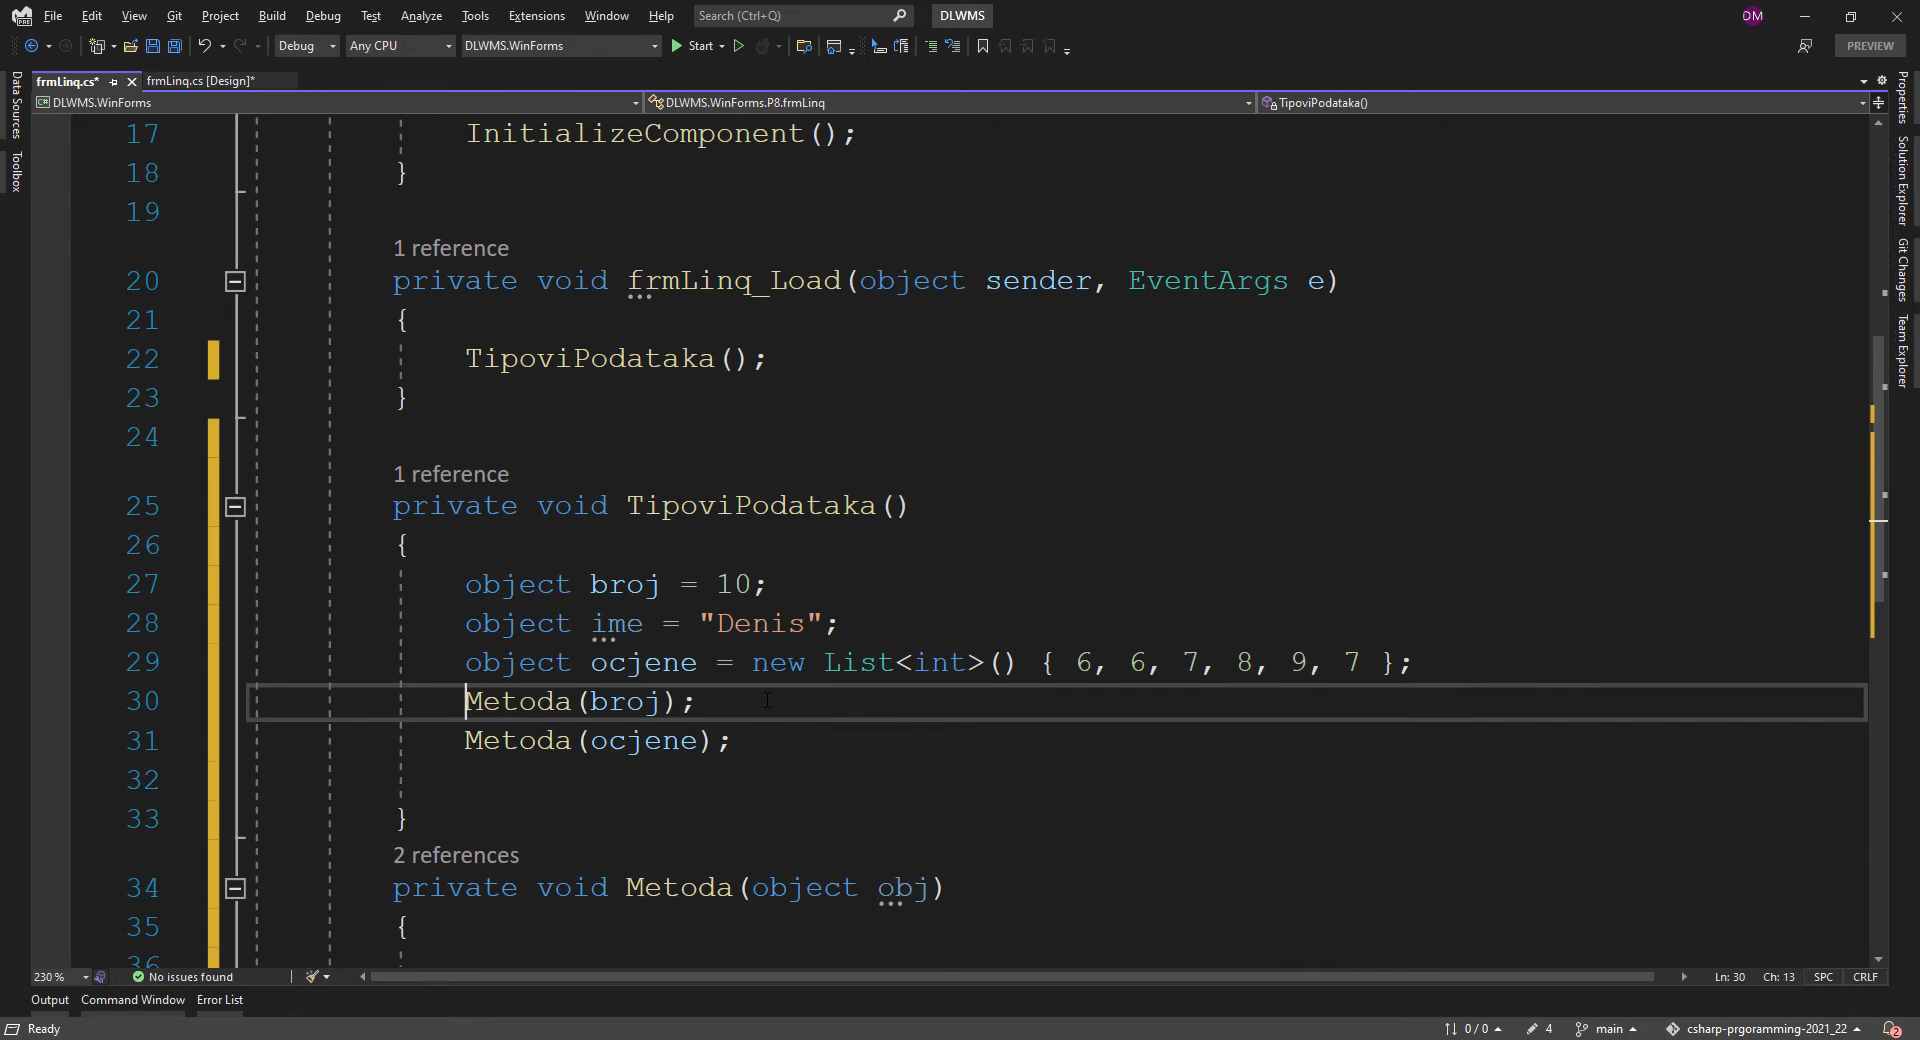 File Edit View Git Project Build Debug Test Analyze Tools Extensions Window Help Search (Ctrl+Q) DLWMS DM
Debug Any CPU DLWMS.WinForms Start PREVIEW
frmLinq.cs* frmLinq.cs [Design]*
DLWMS.WinForms DLWMS.WinForms.P8.frmLinq TipoviPodataka()
Data Sources
Toolbox
Properties
Solution Explorer
Git Changes
Team Explorer
17 InitializeComponent();
18 }
19
1 reference
20 private void frmLinq_Load(object sender, EventArgs e)
21 {
22 TipoviPodataka();
23 }
24
1 reference
25 private void TipoviPodataka()
26 {
27 object broj = 10;
28 object ime = "Denis";
29 object ocjene = new List<int>() { 6, 6, 7, 8, 9, 7 };
30 Metoda(broj);
31 Metoda(ocjene);
32
33 }
2 references
34 private void Metoda(object obj)
35 {
36
230 % No issues found Ln: 30 Ch: 13 SPC CRLF
Output Command Window Error List
Ready 0 / 0 4 main csharp-prgoramming-2021_22 2